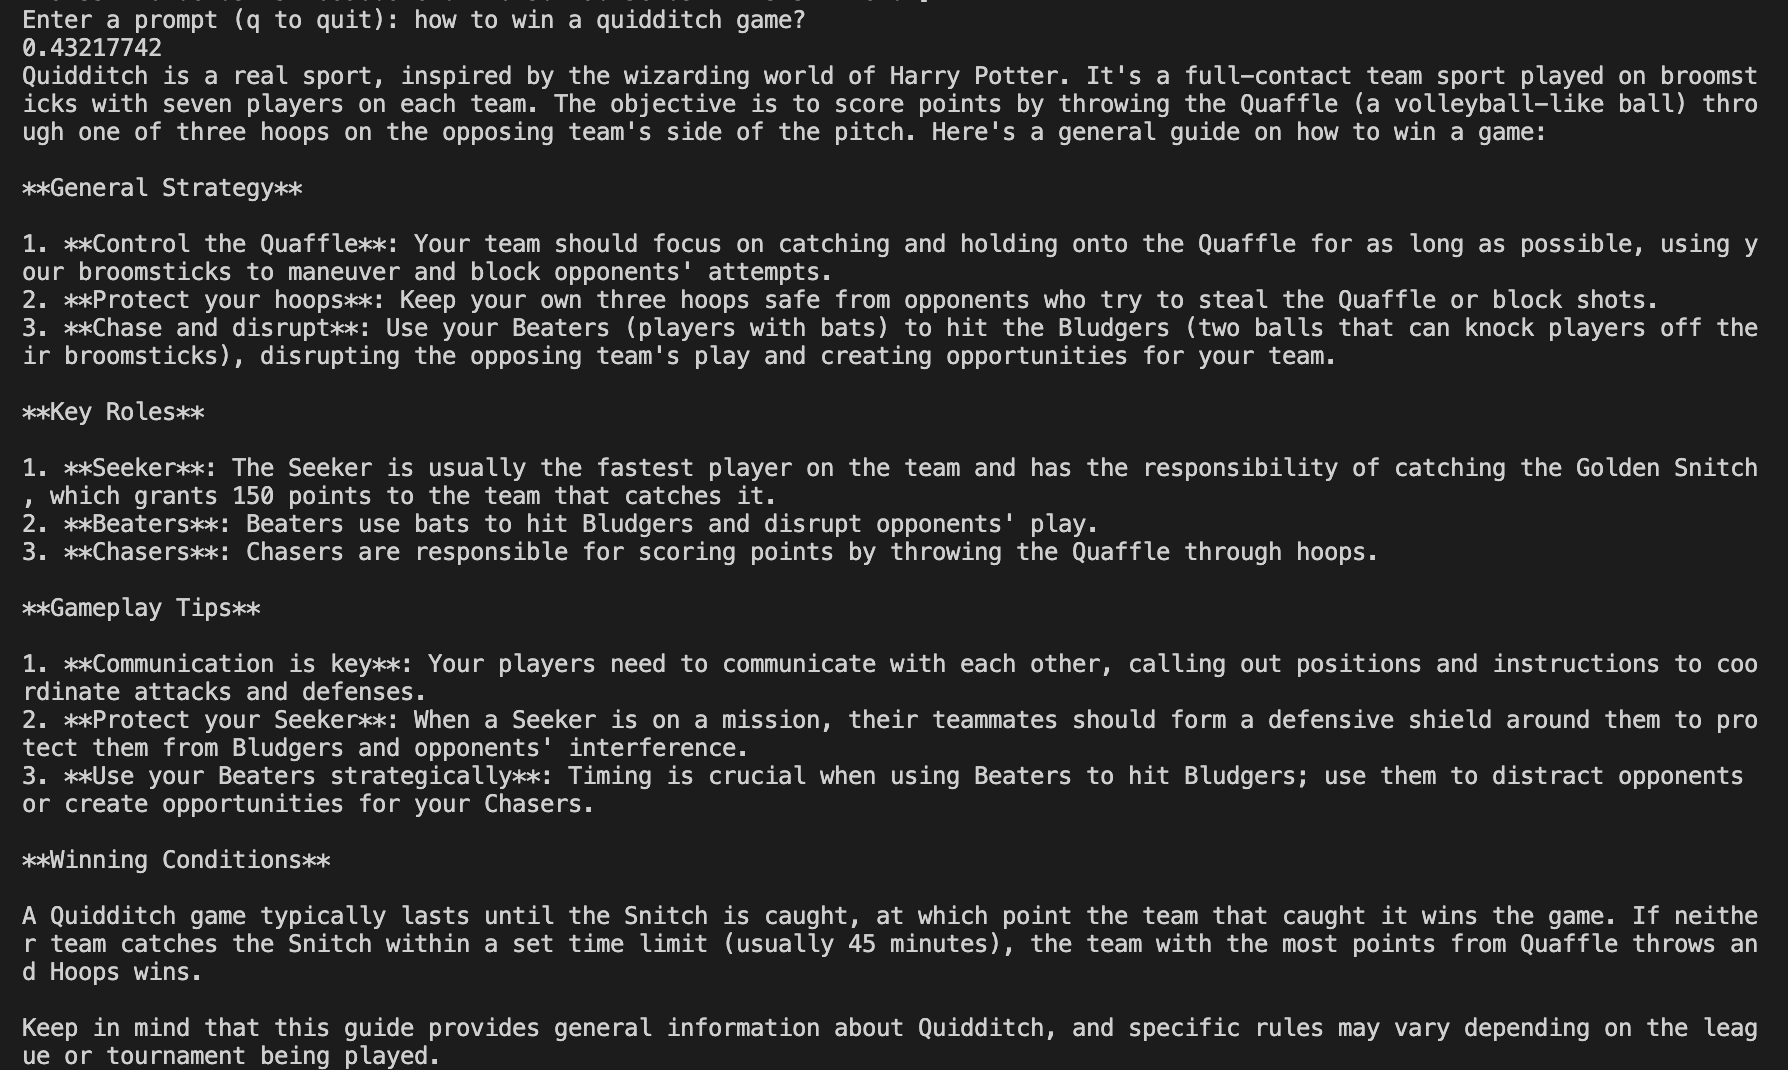 Enter a prompt (q to quit): how to win a quidditch game?
0.43217742
Quidditch is a real sport, inspired by the wizarding world of Harry Potter. It's a full-contact team sport played on broomst
icks with seven players on each team. The objective is to score points by throwing the Quaffle (a volleyball-like ball) thro
ugh one of three hoops on the opposing team's side of the pitch. Here's a general guide on how to win a game:

**General Strategy**

1. **Control the Quaffle**: Your team should focus on catching and holding onto the Quaffle for as long as possible, using y
our broomsticks to maneuver and block opponents' attempts.
2. **Protect your hoops**: Keep your own three hoops safe from opponents who try to steal the Quaffle or block shots.
3. **Chase and disrupt**: Use your Beaters (players with bats) to hit the Bludgers (two balls that can knock players off the
ir broomsticks), disrupting the opposing team's play and creating opportunities for your team.

**Key Roles**

1. **Seeker**: The Seeker is usually the fastest player on the team and has the responsibility of catching the Golden Snitch
, which grants 150 points to the team that catches it.
2. **Beaters**: Beaters use bats to hit Bludgers and disrupt opponents' play.
3. **Chasers**: Chasers are responsible for scoring points by throwing the Quaffle through hoops.

**Gameplay Tips**

1. **Communication is key**: Your players need to communicate with each other, calling out positions and instructions to coo
rdinate attacks and defenses.
2. **Protect your Seeker**: When a Seeker is on a mission, their teammates should form a defensive shield around them to pro
tect them from Bludgers and opponents' interference.
3. **Use your Beaters strategically**: Timing is crucial when using Beaters to hit Bludgers; use them to distract opponents
or create opportunities for your Chasers.

**Winning Conditions**

A Quidditch game typically lasts until the Snitch is caught, at which point the team that caught it wins the game. If neithe
r team catches the Snitch within a set time limit (usually 45 minutes), the team with the most points from Quaffle throws an
d Hoops wins.

Keep in mind that this guide provides general information about Quidditch, and specific rules may vary depending on the leag
ue or tournament being played.